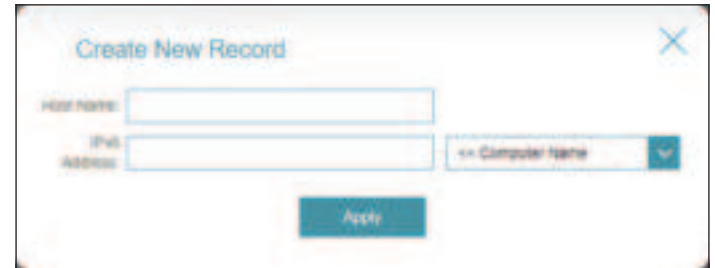 Create New Record
Host Name:
IPv6
Address:
<< Computer Name
Apply